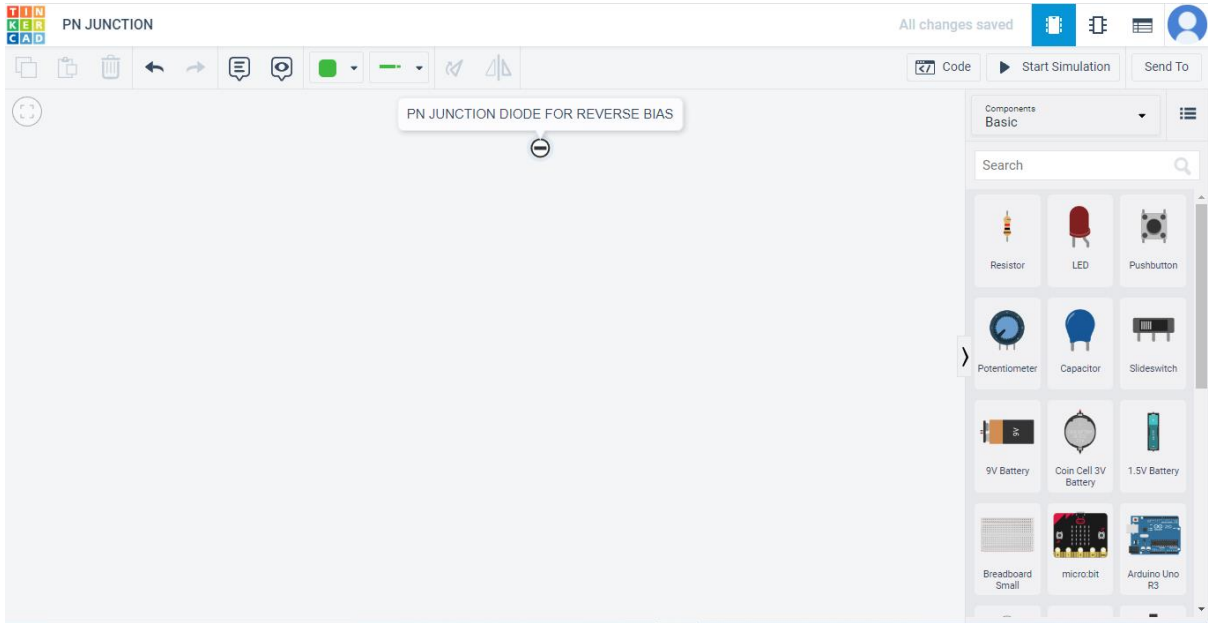 TIN
KER
CAD
PN JUNCTION
All changes saved
Code
Start Simulation
Send To
PN JUNCTION DIODE FOR REVERSE BIAS
Components
Basic
Search
Resistor
LED
Pushbutton
Potentiometer
Capacitor
Slideswitch
9V
9V Battery
Coin Cell 3V
Battery
1.5V Battery
Breadboard
Small
micro:bit
Arduino Uno
R3